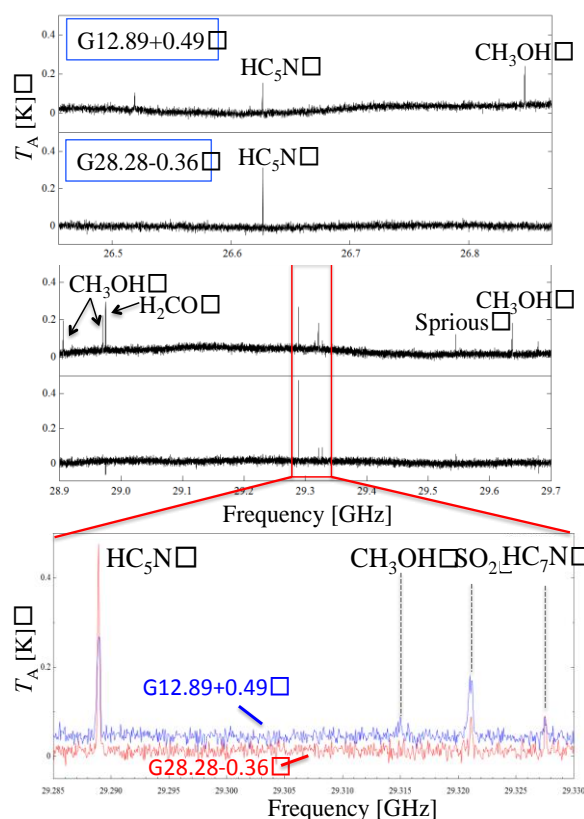 G12.89+0.49□
HC₅N□
CH₃OH□
0.4
0.2
0
T_A [K]□
G28.28-0.36□
HC₅N□
0.4
0.2
0
26.5 26.6 26.7 26.8
CH₃OH□
H₂CO□
Sprious□
CH₃OH□
0.4
0.2
0
0.4
0.2
0
28.9 29.0 29.1 29.2 29.3 29.4 29.5 29.6 29.7
Frequency [GHz]
HC₅N□ CH₃OH□ SO₂□ HC₇N□
0.4
0.2
0
T_A [K]□
G12.89+0.49□
G28.28-0.36□
29.285 29.290 29.295 29.300 29.305 29.310 29.315 29.320 29.325 29.330
Frequency [GHz]